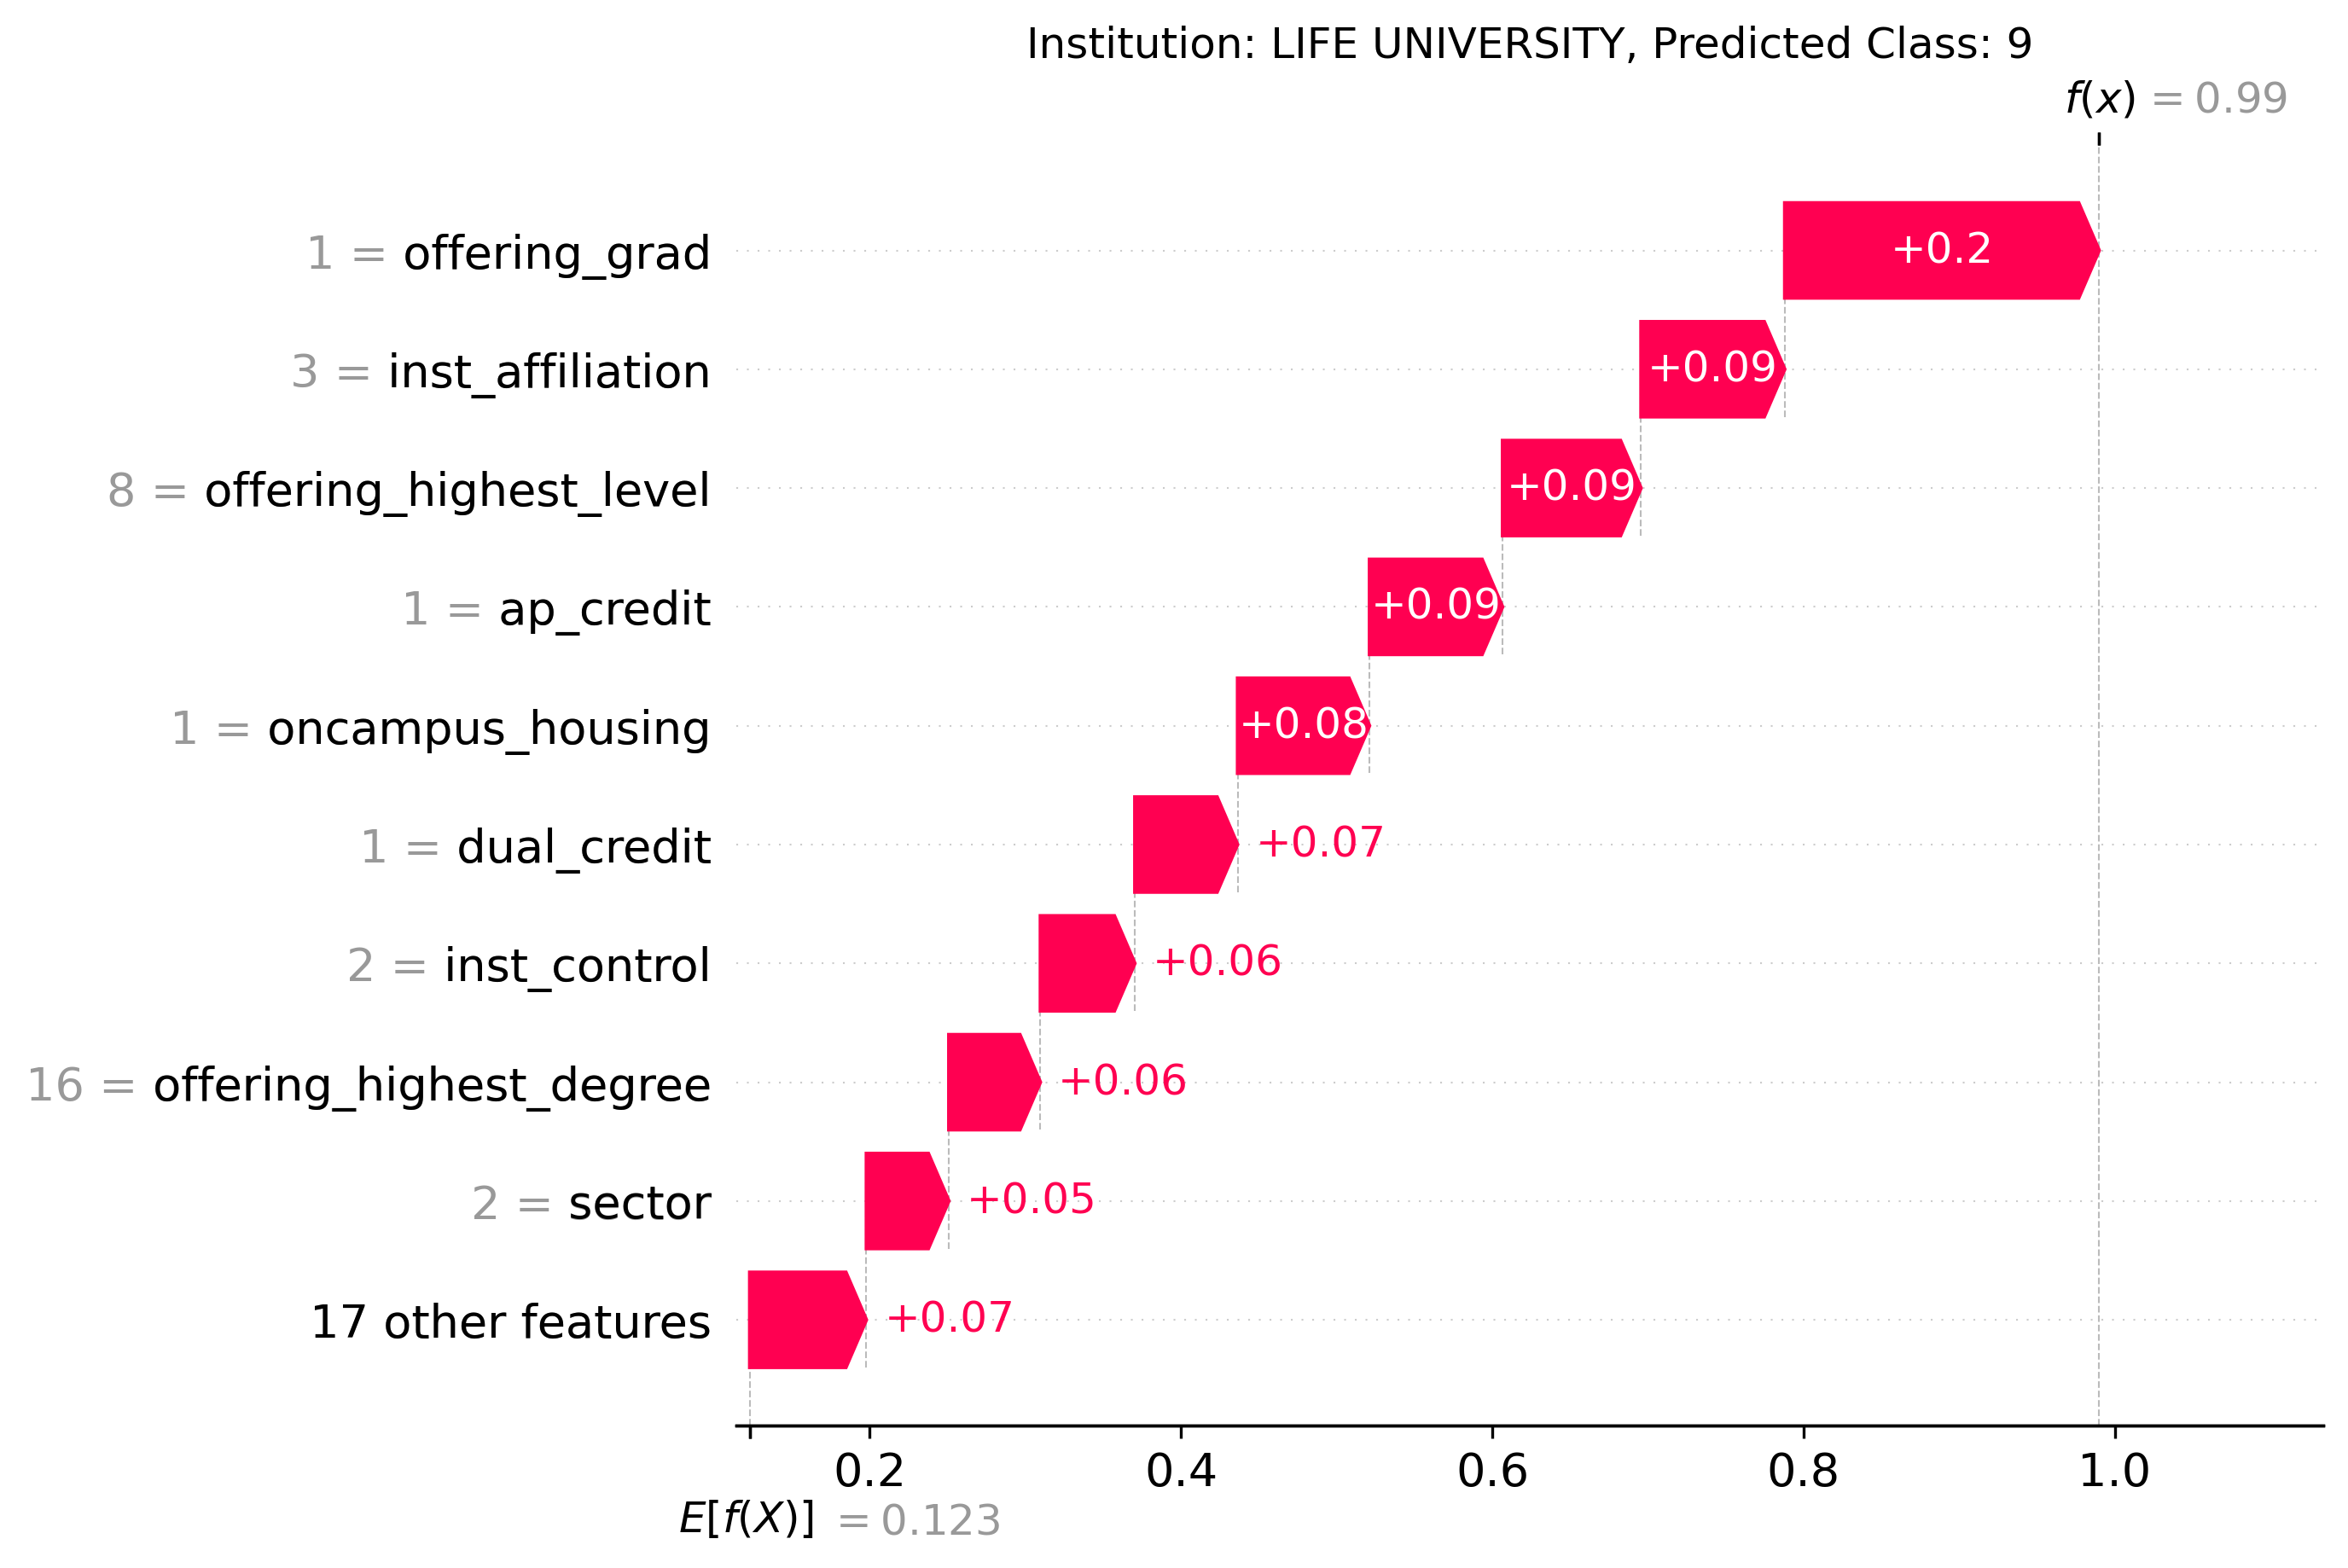 Institution: LIFE UNIVERSITY, Predicted Class: 9
f(x) = 0.99
1 = offering_grad +0.2
3 = inst_affiliation +0.09
8 = offering_highest_level +0.09
1 = ap_credit +0.09
1 = oncampus_housing +0.08
1 = dual_credit +0.07
2 = inst_control +0.06
16 = offering_highest_degree +0.06
2 = sector +0.05
17 other features +0.07
0.2 0.4 0.6 0.8 1.0
E[f(X)] = 0.123